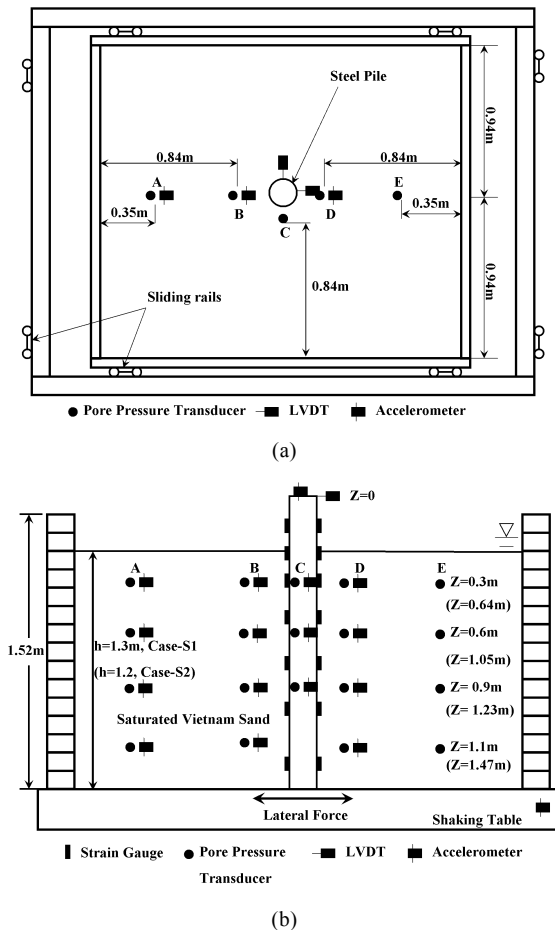 Steel Pile
0.84m
0.84m
0.94m
A
B
C
D
E
0.35m
0.35m
0.84m
0.94m
Sliding rails
Pore Pressure Transducer LVDT Accelerometer
(a)
Z=0
A B C D E
Z=0.3m
(Z=0.64m)
Z=0.6m
1.52m
h=1.3m, Case-S1
(Z=1.05m)
(h=1.2, Case-S2)
Z= 0.9m
(Z= 1.23m)
Saturated Vietnam Sand
Z=1.1m
(Z=1.47m)
Lateral Force
Shaking Table
Strain Gauge Pore Pressure LVDT Accelerometer
Transducer
(b)